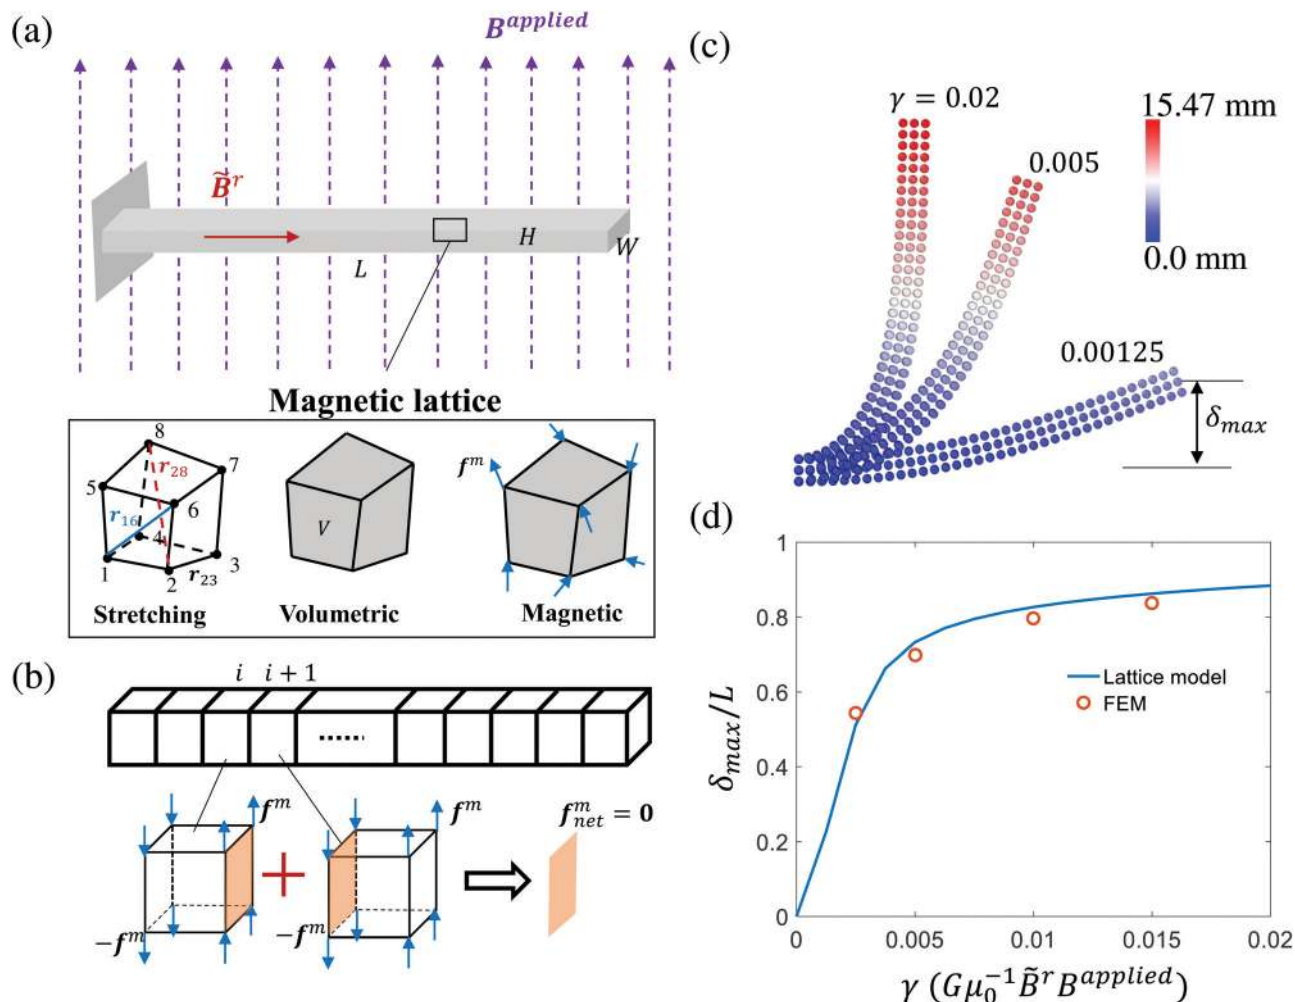 (a)
B^applied
B̃^r
H
W
L
Magnetic lattice
8
r_28
7
5
6
r_16
4
3
1
2
r_23
Stretching
V
Volumetric
f^m
Magnetic
(b)
i
i + 1
......
f^m
−f^m
f^m
−f^m
f^m_net = 0
(c)
γ = 0.02
0.005
0.00125
15.47 mm
0.0 mm
δ_max
(d)
1
0.8
0.6
0.4
0.2
0
δ_max/L
Lattice model
FEM
0
0.005
0.01
0.015
0.02
γ (Gμ_0^−1 B̃^r B^applied)